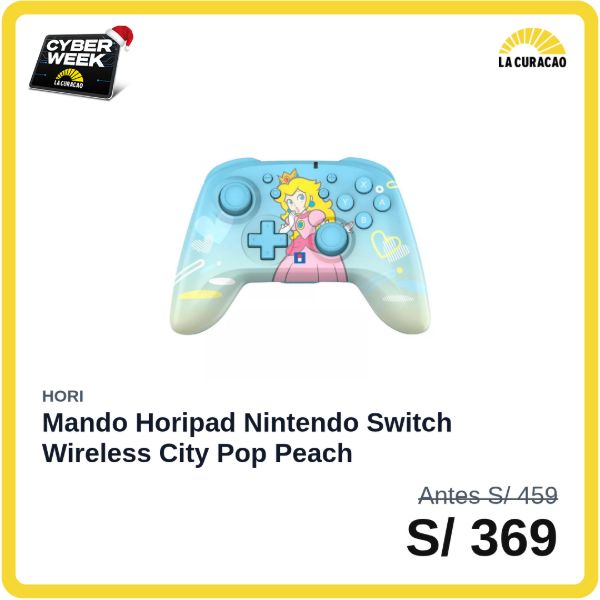 CYBER
WEEK
LA CURACAO
LA CURACAO
X
Y
A
B
HORI
Mando Horipad Nintendo Switch
Wireless City Pop Peach
Antes S/ 459
S/ 369